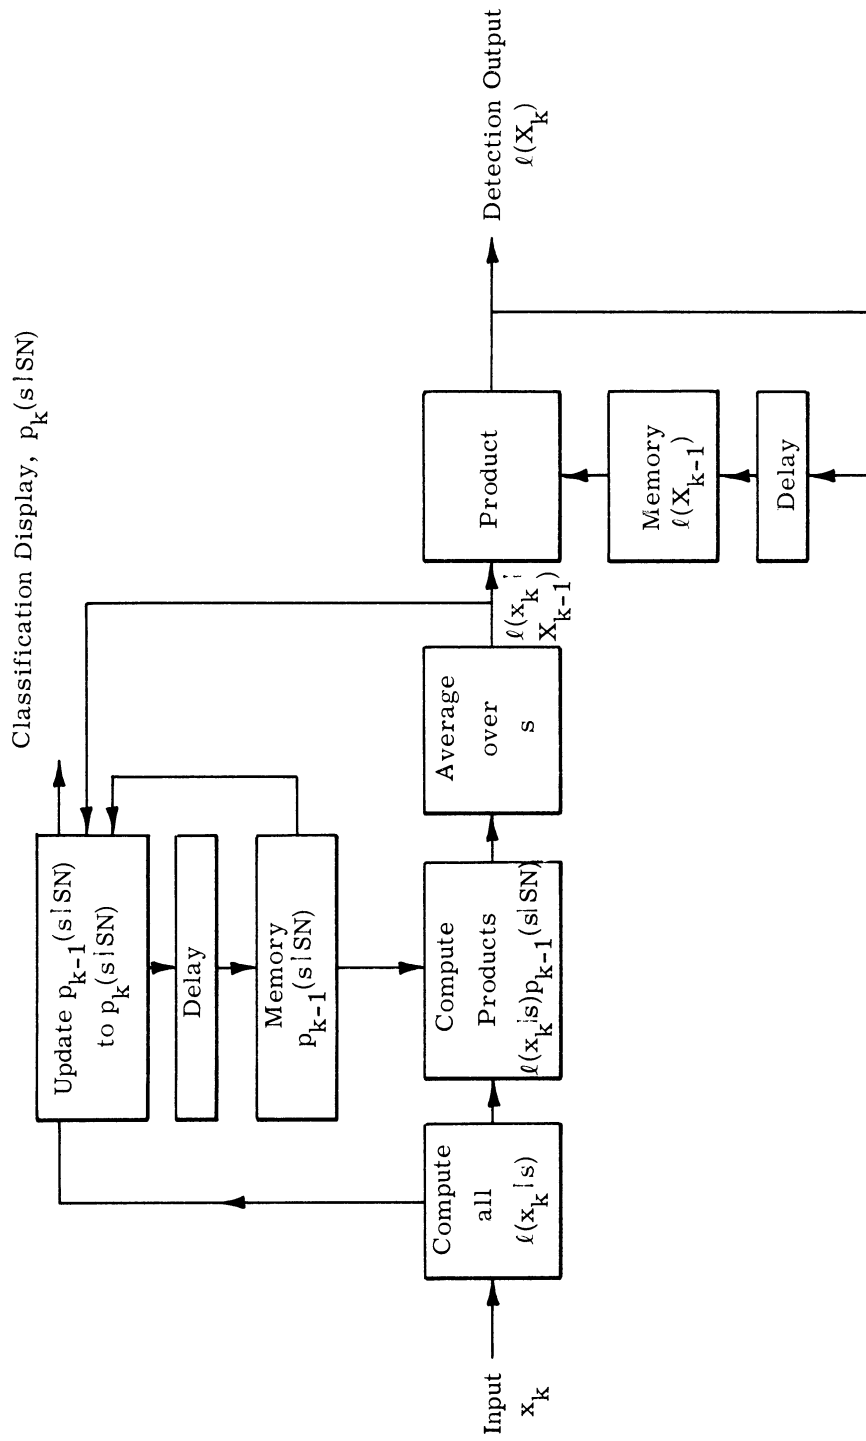 Classification Display, p_k(s|SN)
Update p_{k-1}(s|SN)
to p_k(s|SN)
Delay
Memory
p_{k-1}(s|SN)
Input
x_k
Compute
all
ℓ(x_k|s)
Compute
Products
ℓ(x_k|s)p_{k-1}(s|SN)
Average
over
s
ℓ(x_k|
X_{k-1})
Product
Detection Output
ℓ(X_k)
Memory
ℓ(X_{k-1})
Delay